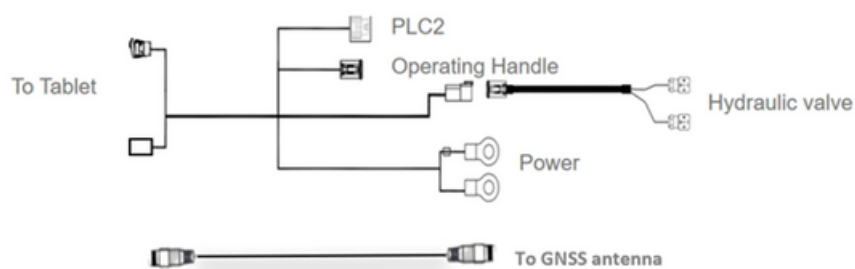 PLC2
Operating Handle
To Tablet
Hydraulic valve
Power
To GNSS antenna